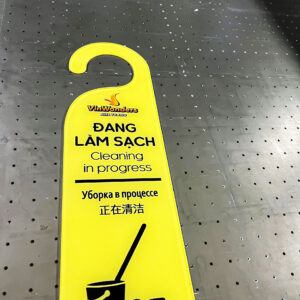 VinWonders
ĐANG
LÀM SẠCH
Cleaning
in progress
Уборка в процессе
正在清洁